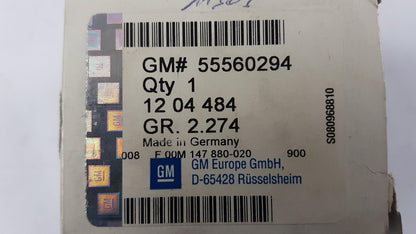 GM# 55560294
Qty 1
12 04 484
GR. 2.274
Made in Germany
008 F 00M 147 880-020 900
GM
GM Europe GmbH,
D-65428 Rüsselsheim
S080968810